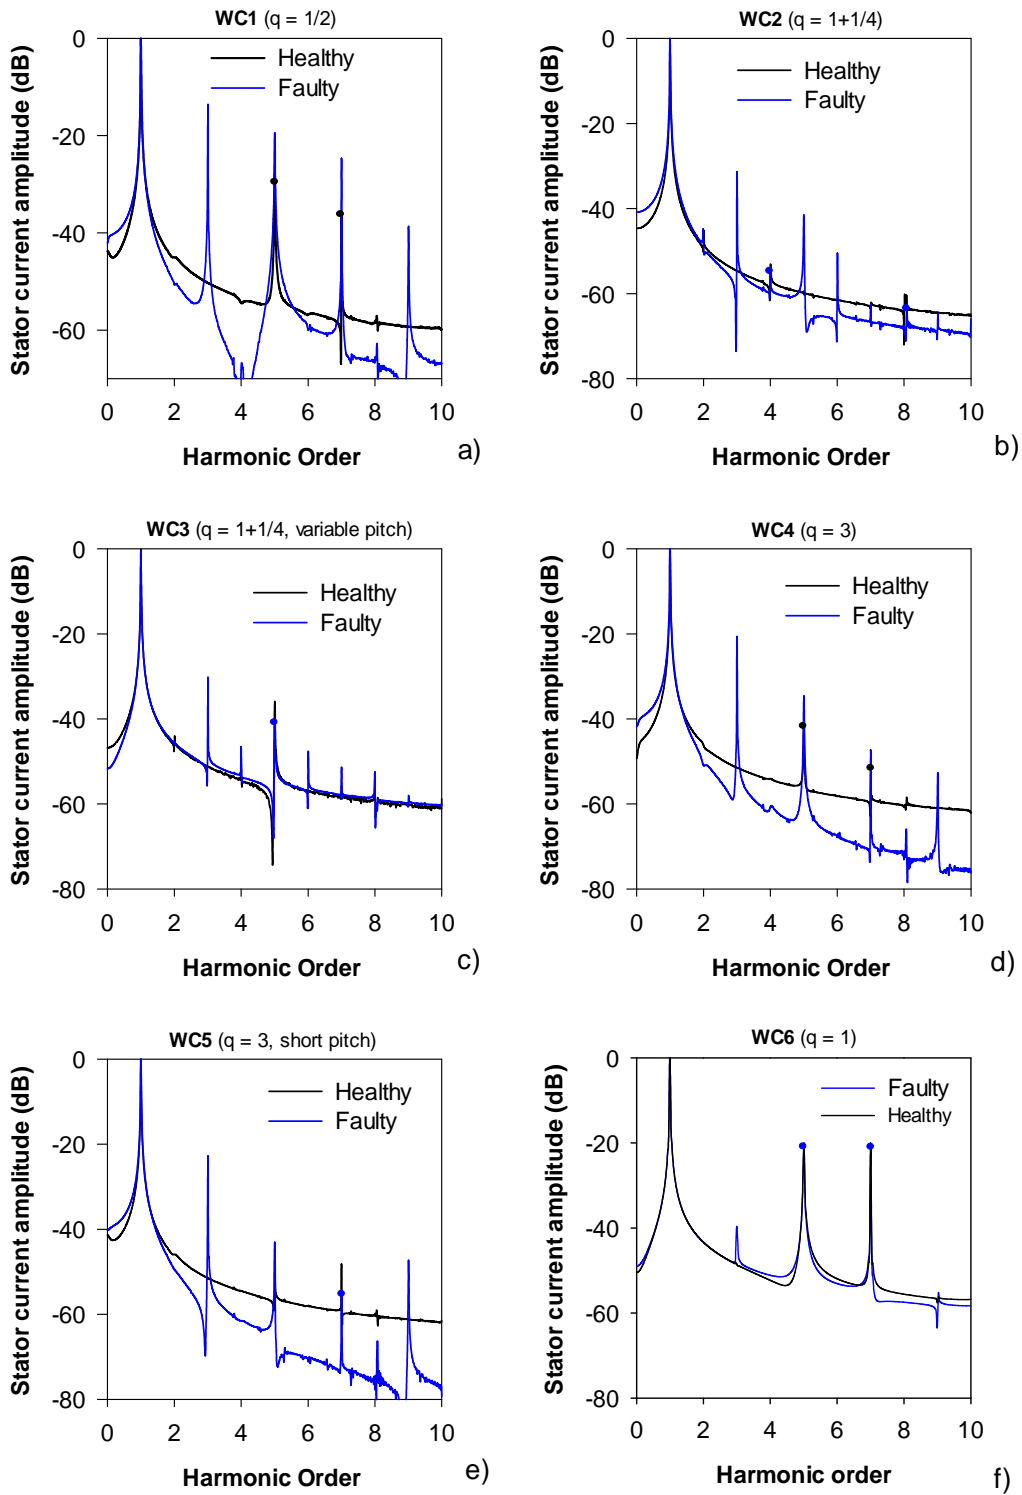 WC1 (q = 1/2)
Stator current amplitude (dB)
0
-20
-40
-60
Healthy
Faulty
0 2 4 6 8 10
Harmonic Order
a)
WC2 (q = 1+1/4)
Stator current amplitude (dB)
0
-20
-40
-60
-80
Healthy
Faulty
0 2 4 6 8 10
Harmonic Order
b)
WC3 (q = 1+1/4, variable pitch)
Stator current amplitude (dB)
0
-20
-40
-60
-80
Healthy
Faulty
0 2 4 6 8 10
Harmonic Order
c)
WC4 (q = 3)
Stator current amplitude (dB)
0
-20
-40
-60
-80
Healthy
Faulty
0 2 4 6 8 10
Harmonic Order
d)
WC5 (q = 3, short pitch)
Stator current amplitude (dB)
0
-20
-40
-60
-80
Healthy
Faulty
0 2 4 6 8 10
Harmonic Order
e)
WC6 (q = 1)
Stator current amplitude (dB)
0
-20
-40
-60
-80
Faulty
Healthy
0 2 4 6 8 10
Harmonic order
f)